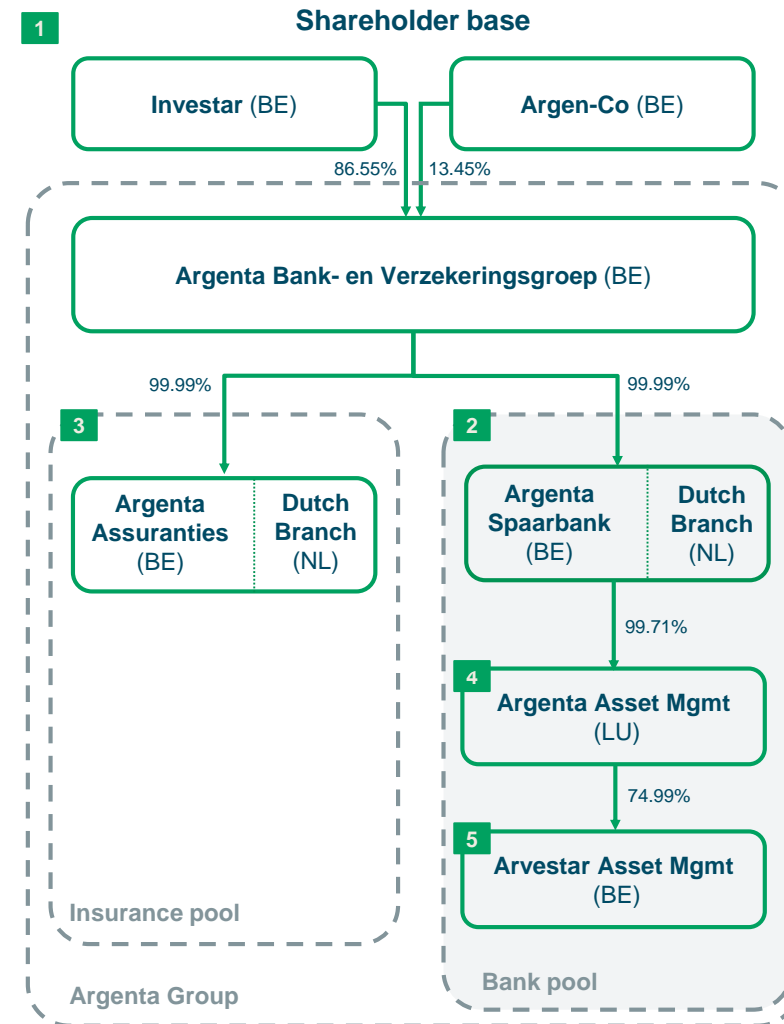 1
Shareholder base
Investar (BE)
Argen-Co (BE)
86.55%
13.45%
Argenta Bank- en Verzekeringsgroep (BE)
99.99%
99.99%
3
Argenta
Assuranties
(BE)
Dutch
Branch
(NL)
Insurance pool
2
Argenta
Spaarbank
(BE)
Dutch
Branch
(NL)
99.71%
4
Argenta Asset Mgmt
(LU)
74.99%
5
Arvestar Asset Mgmt
(BE)
Bank pool
Argenta Group